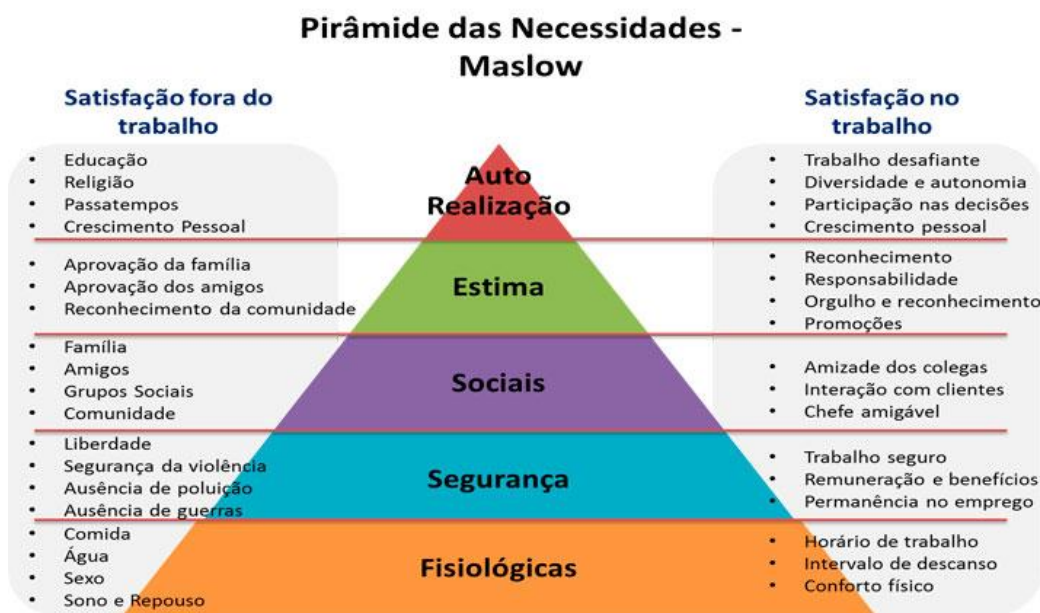 Pirâmide das Necessidades -
Maslow
Satisfação fora do
trabalho
• Educação
• Religião
• Passatempos
• Crescimento Pessoal
• Aprovação da família
• Aprovação dos amigos
• Reconhecimento da comunidade
• Família
• Amigos
• Grupos Sociais
• Comunidade
• Liberdade
• Segurança da violência
• Ausência de poluição
• Ausência de guerras
• Comida
• Água
• Sexo
• Sono e Repouso
Auto
Realização
Estima
Sociais
Segurança
Fisiológicas
Satisfação no
trabalho
• Trabalho desafiante
• Diversidade e autonomia
• Participação nas decisões
• Crescimento pessoal
• Reconhecimento
• Responsabilidade
• Orgulho e reconhecimento
• Promoções
• Amizade dos colegas
• Interação com clientes
• Chefe amigável
• Trabalho seguro
• Remuneração e benefícios
• Permanência no emprego
• Horário de trabalho
• Intervalo de descanso
• Conforto físico